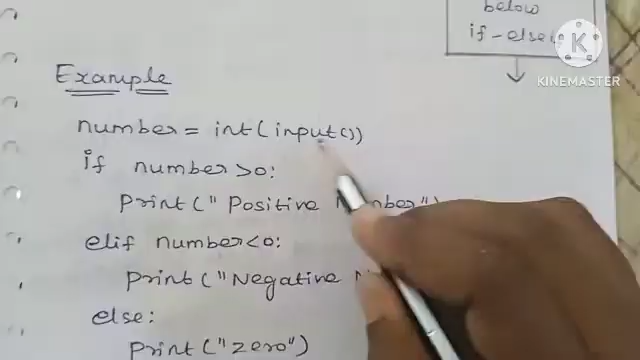 below
if-else
KINEMASTER
Example
number = int(input())
if number >0:
Print(" Positive Number")
elif number <0:
Print("Negative
else:
Print("zero")